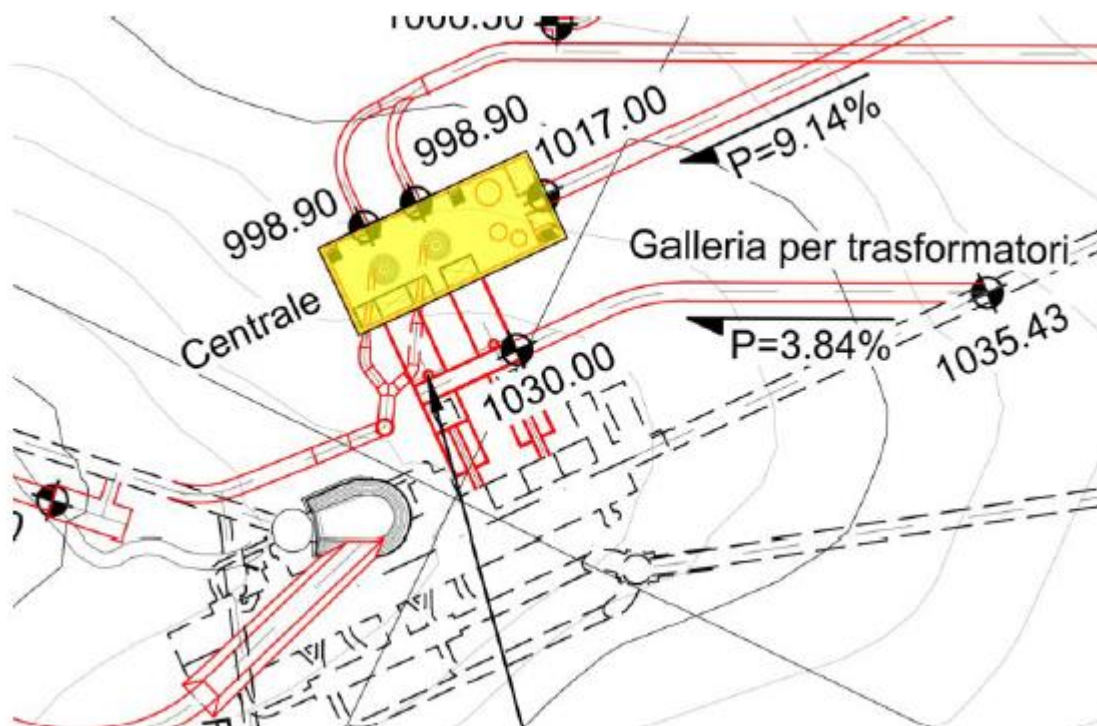 998.90
1017.00
P=9.14%
998.90
Galleria per trasformatori
Centrale
P=3.84%
1035.43
1030.00